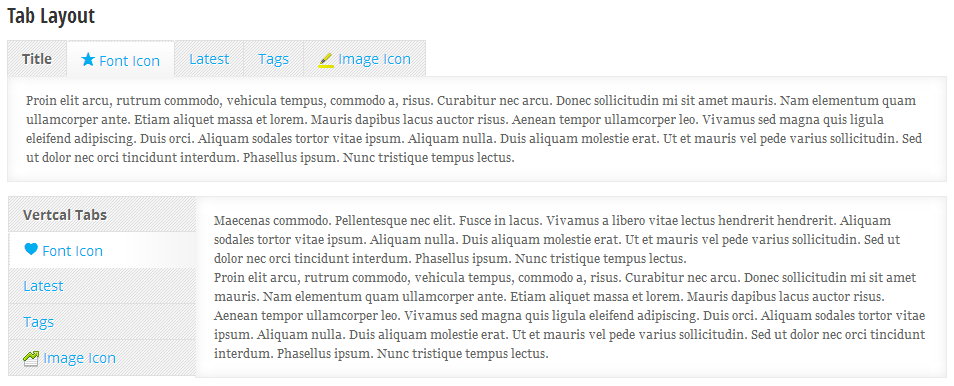 Tab Layout
Title Font Icon Latest Tags Image Icon
Proin elit arcu, rutrum commodo, vehicula tempus, commodo a, risus. Curabitur nec arcu. Donec sollicitudin mi sit amet mauris. Nam elementum quam
ullamcorper ante. Etiam aliquet massa et lorem. Mauris dapibus lacus auctor risus. Aenean tempor ullamcorper leo. Vivamus sed magna quis ligula
eleifend adipiscing. Duis orci. Aliquam sodales tortor vitae ipsum. Aliquam nulla. Duis aliquam molestie erat. Ut et mauris vel pede varius sollicitudin. Sed
ut dolor nec orci tincidunt interdum. Phasellus ipsum. Nunc tristique tempus lectus.
Vertcal Tabs
Font Icon
Latest
Tags
Image Icon
Maecenas commodo. Pellentesque nec elit. Fusce in lacus. Vivamus a libero vitae lectus hendrerit hendrerit. Aliquam
sodales tortor vitae ipsum. Aliquam nulla. Duis aliquam molestie erat. Ut et mauris vel pede varius sollicitudin. Sed ut
dolor nec orci tincidunt interdum. Phasellus ipsum. Nunc tristique tempus lectus.
Proin elit arcu, rutrum commodo, vehicula tempus, commodo a, risus. Curabitur nec arcu. Donec sollicitudin mi sit amet
mauris. Nam elementum quam ullamcorper ante. Etiam aliquet massa et lorem. Mauris dapibus lacus auctor risus.
Aenean tempor ullamcorper leo. Vivamus sed magna quis ligula eleifend adipiscing. Duis orci. Aliquam sodales tortor vitae
ipsum. Aliquam nulla. Duis aliquam molestie erat. Ut et mauris vel pede varius sollicitudin. Sed ut dolor nec orci tincidunt
interdum. Phasellus ipsum. Nunc tristique tempus lectus.